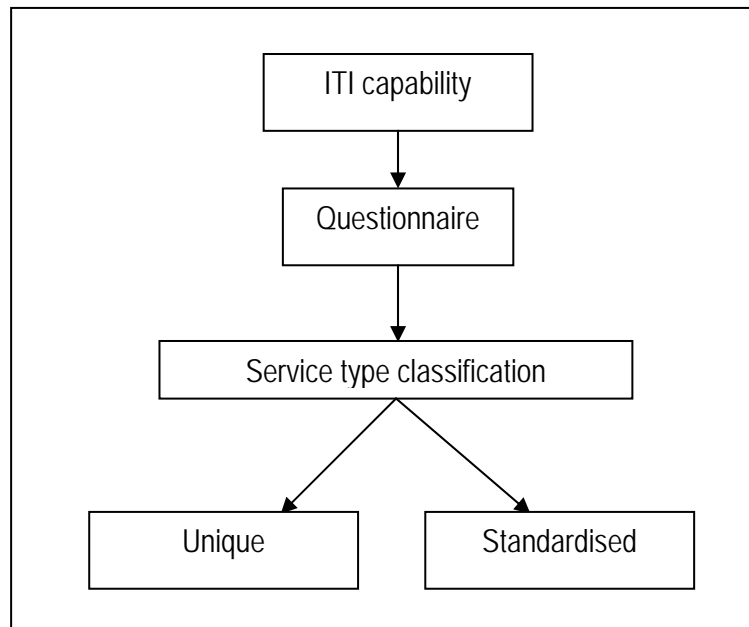 ITI capability
Questionnaire
Service type classification
Unique
Standardised